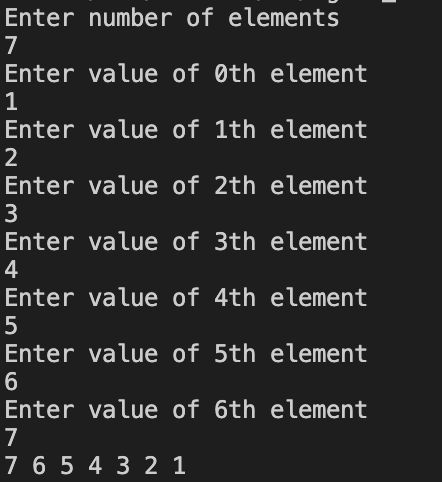 Enter number of elements
7
Enter value of 0th element
1
Enter value of 1th element
2
Enter value of 2th element
3
Enter value of 3th element
4
Enter value of 4th element
5
Enter value of 5th element
6
Enter value of 6th element
7
7 6 5 4 3 2 1